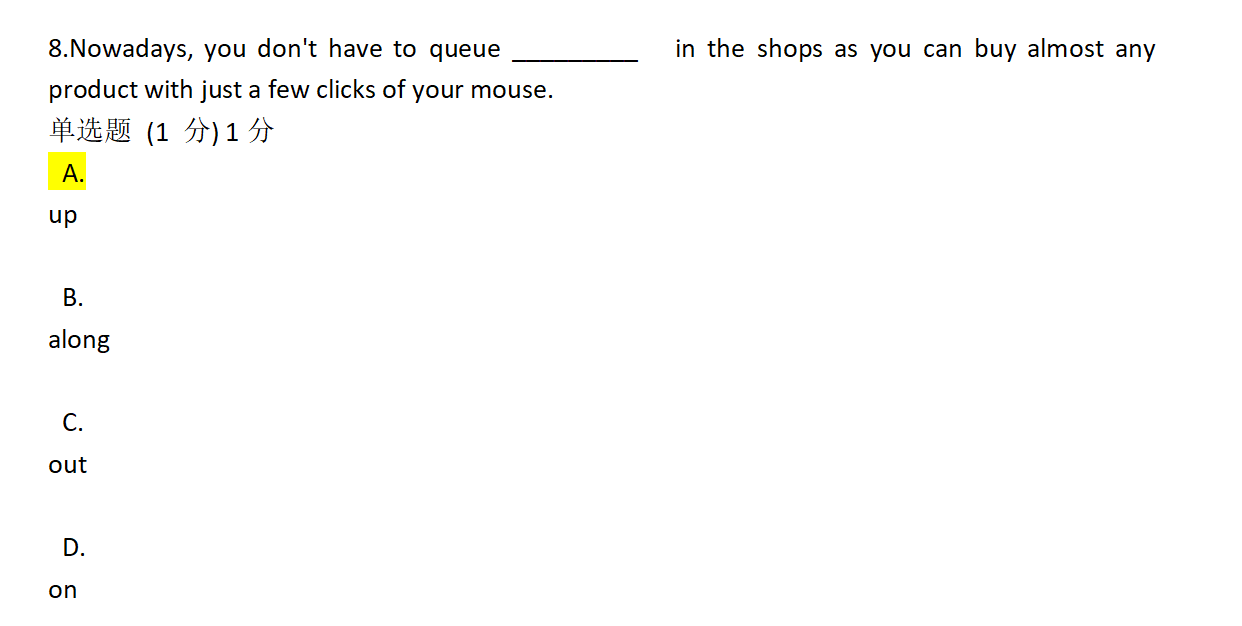 8.Nowadays, you don't have to queue __________ in the shops as you can buy almost any
product with just a few clicks of your mouse.
单选题 (1 分) 1 分
A.
up
B.
along
C.
out
D.
on